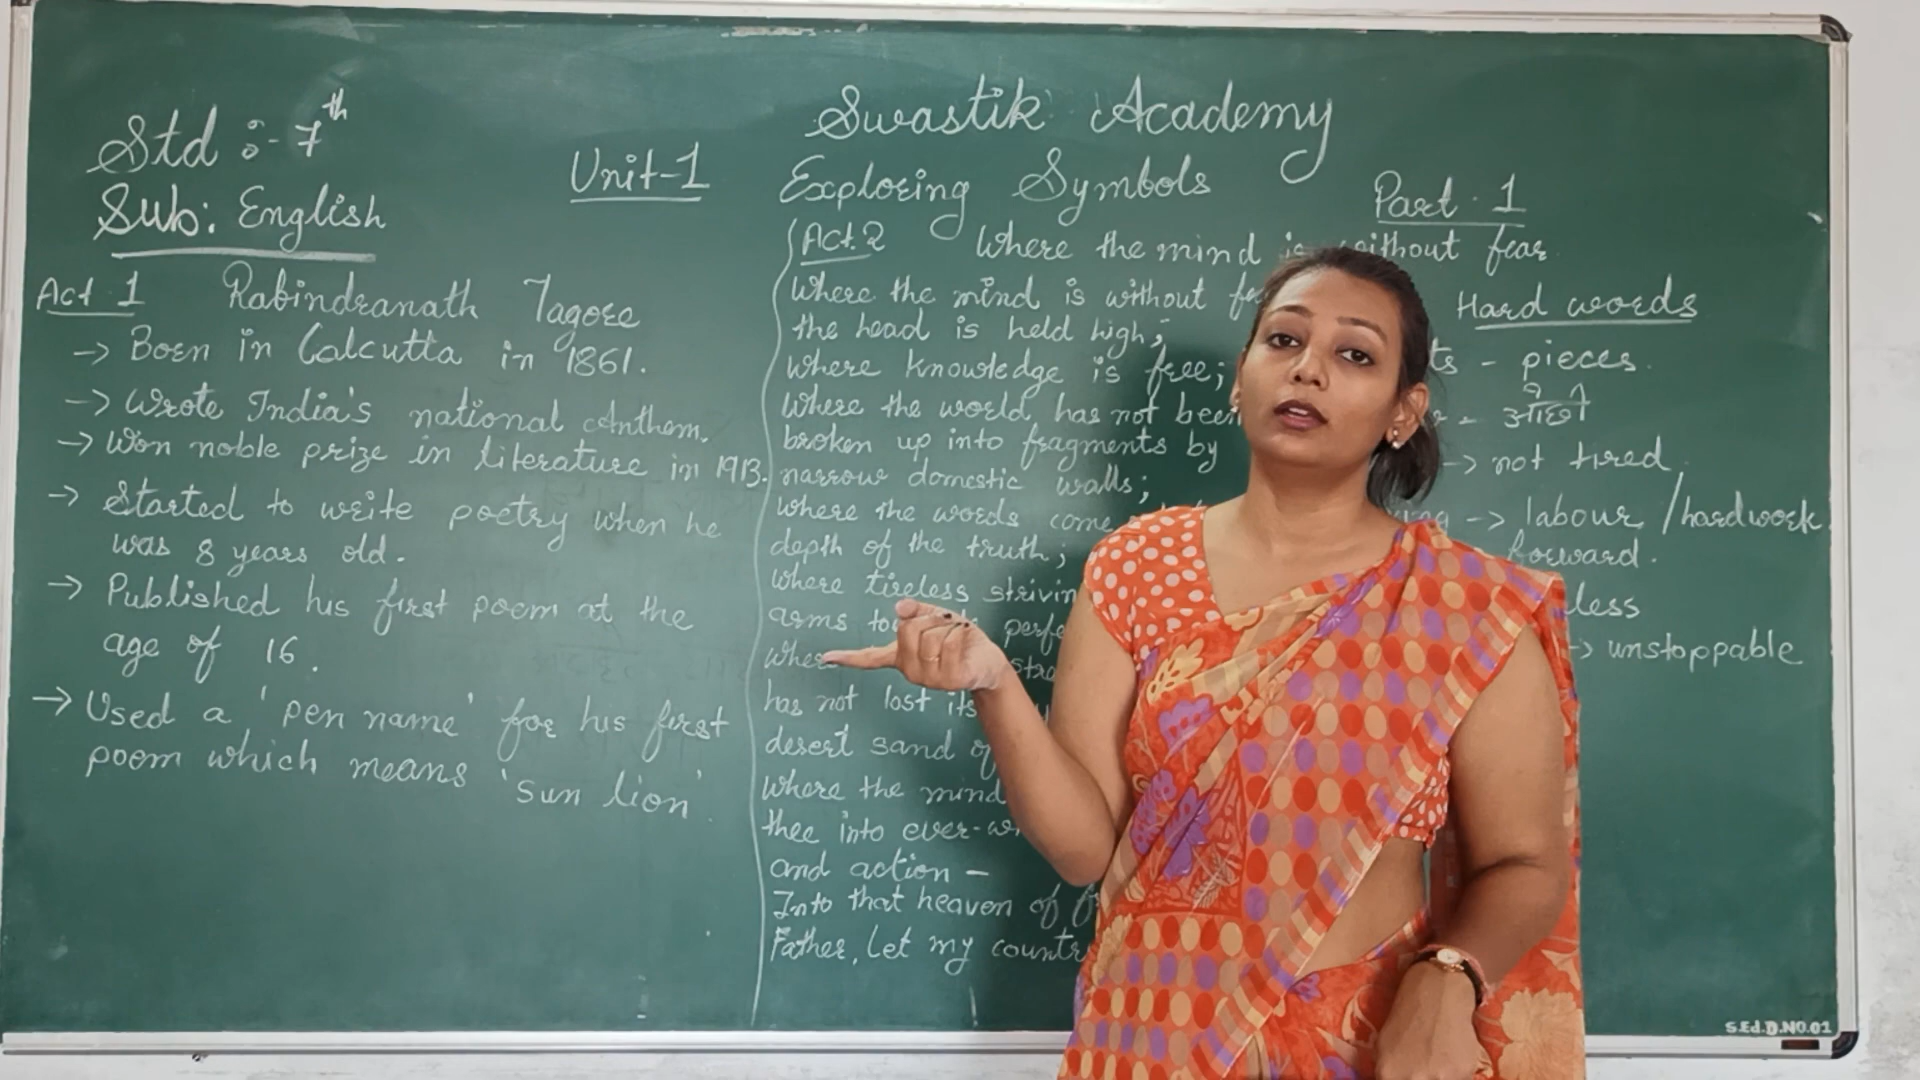 Swastik Academy
Std :- 7th
Sub: English
Unit-1
Exploring Symbols
Part. 1
Act 1 Rabindranath Tagore
-> Born in Calcutta in 1861.
-> Wrote India's national Anthem.
-> Won noble prize in literature in 1913.
-> Started to write poetry when he
was 8 years old.
-> Published his first poem at the
age of 16.
-> Used a 'pen name' for his first
poem which means 'sun lion'.
Act. 2 Where the mind is without fear
Where the mind is without
the head is held high;
Where knowledge is free;
Where the world has not been
broken up into fragments by
narrow domestic walls;
where the words come
depth of the truth;
where tireless
arms
has not lost its
desert sand
Where the mind
thee into
and action -
Into that heaven of
Father, Let my
Hard words
- pieces.
- not tired
-> labour/hardwork
forward.
less
-> unstoppable
S.Ed.D.NO.01